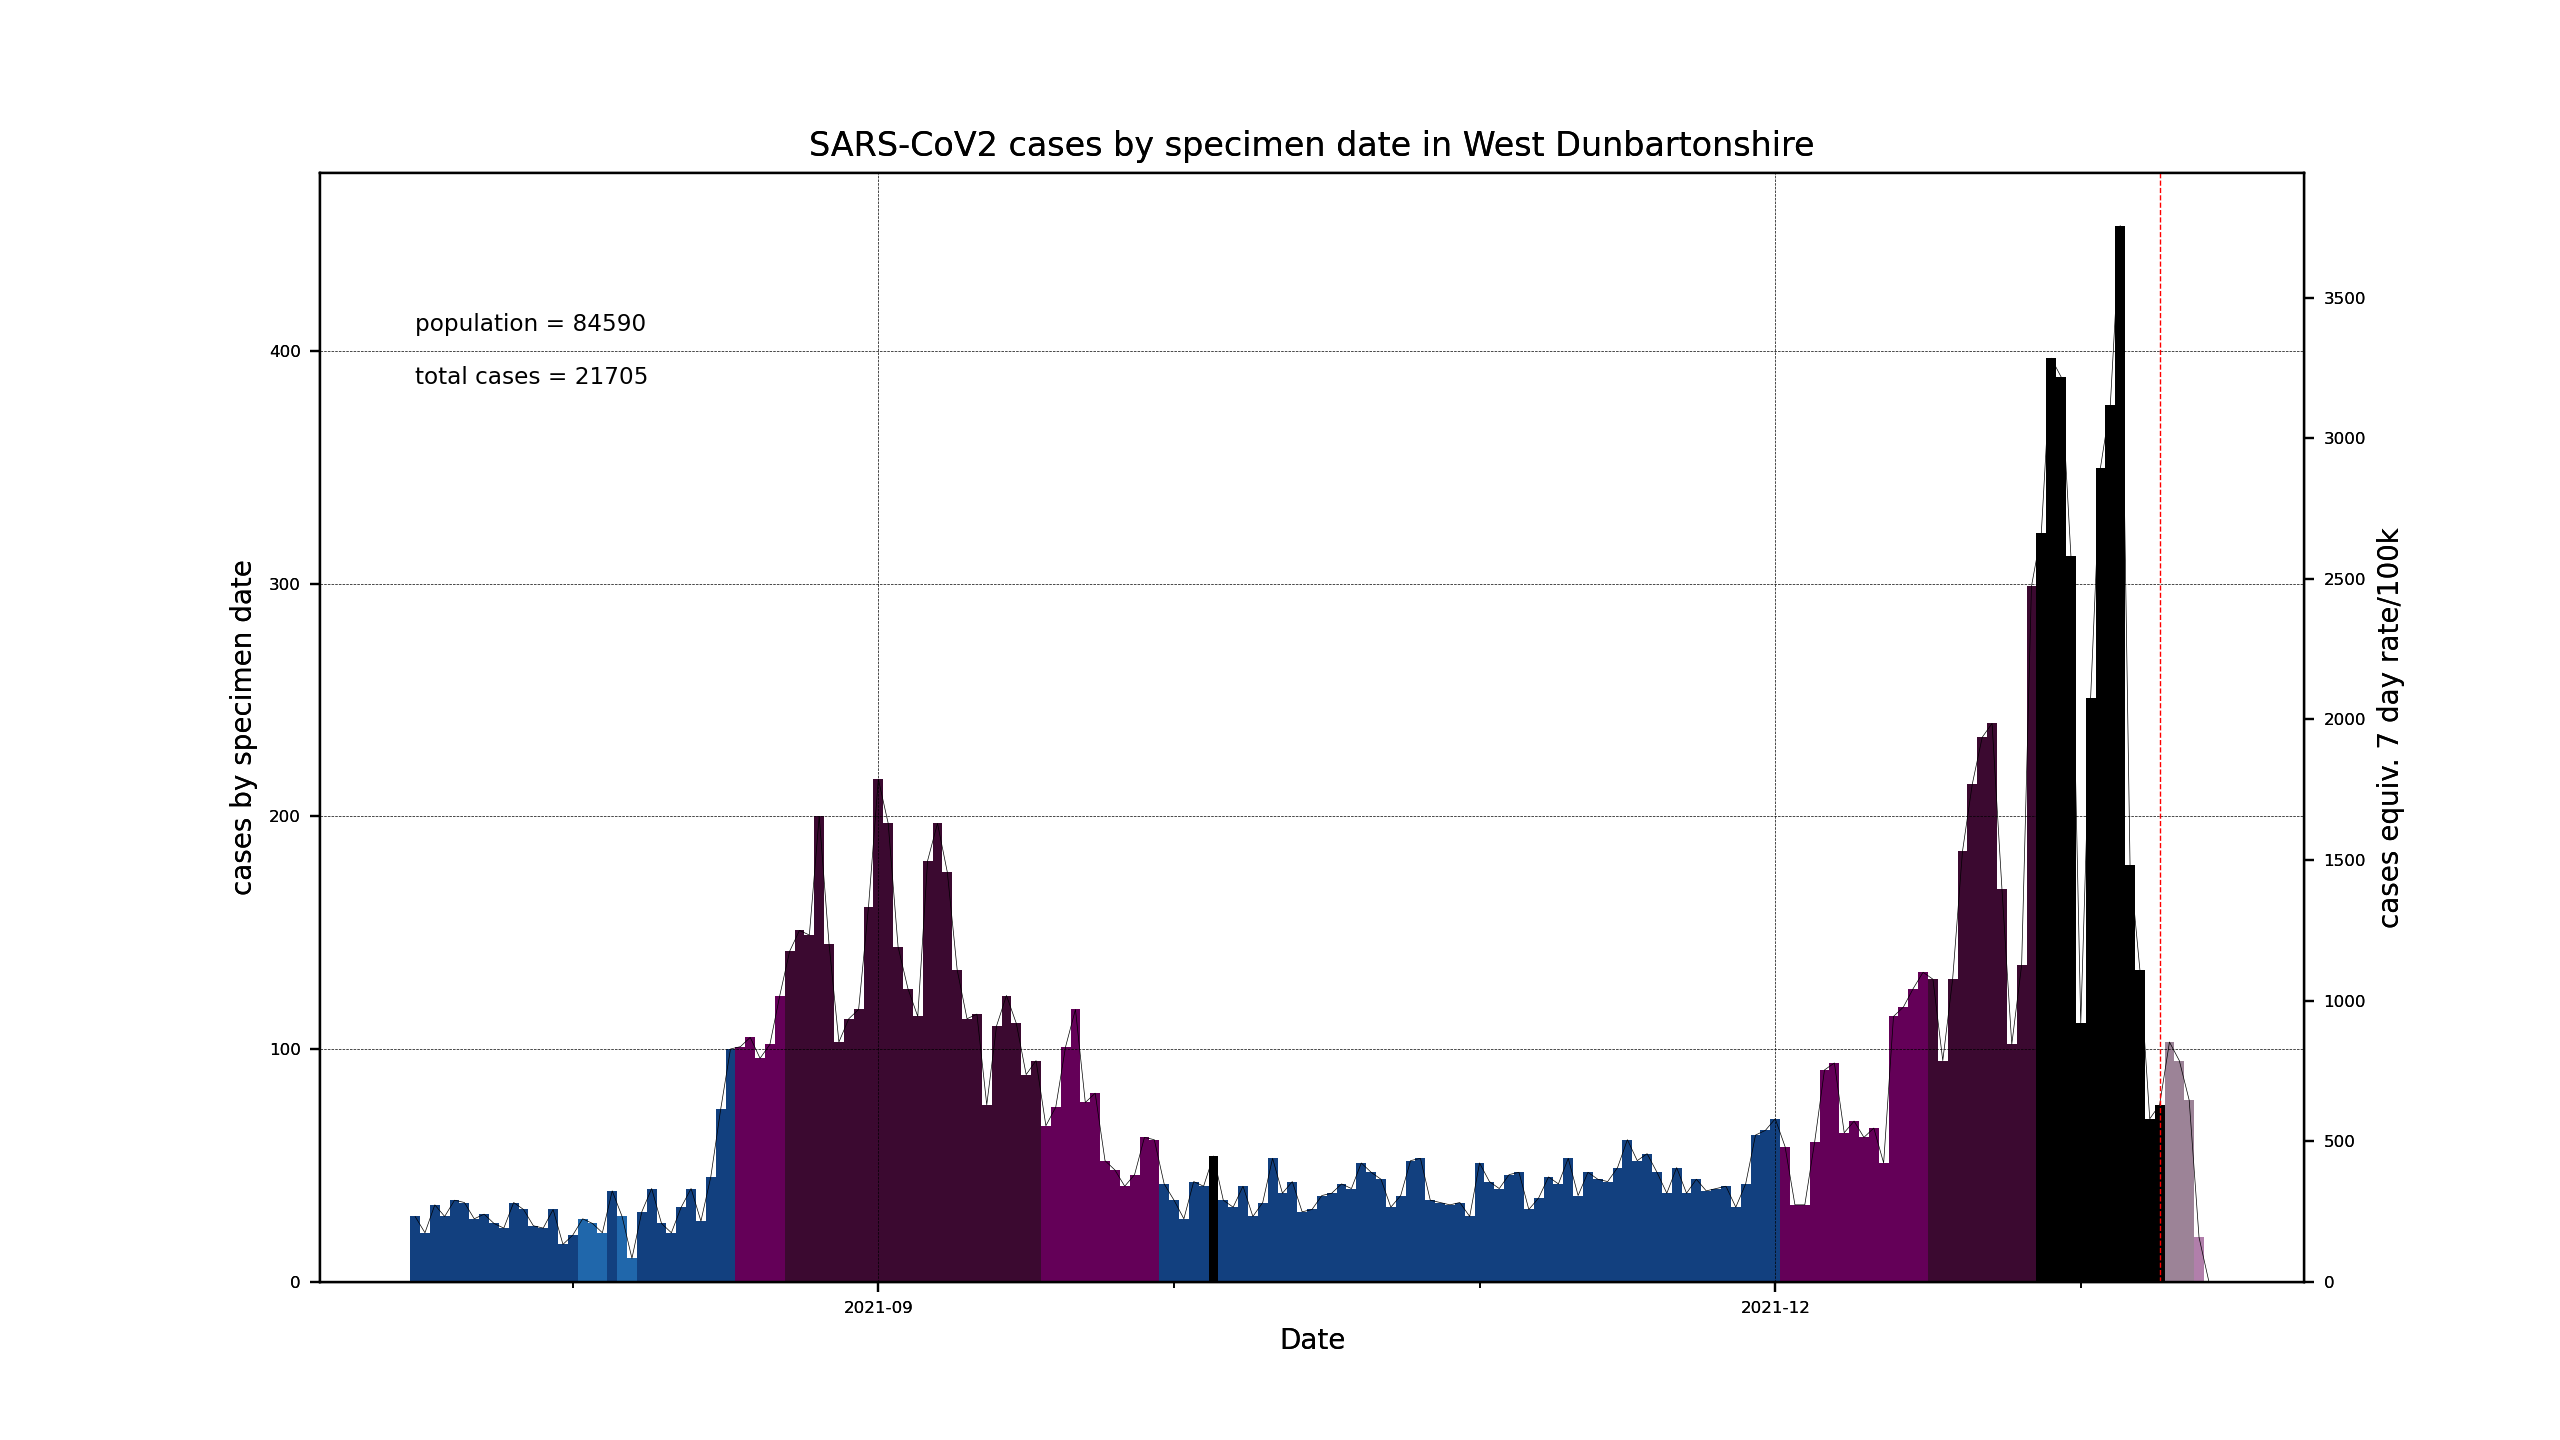 SARS-CoV2 cases by specimen date in West Dunbartonshire
population = 84590
total cases = 21705
cases by specimen date
400
300
200
100
0
3500
3000
2500
2000
1500
1000
500
0
cases equiv. 7 day rate/100k
2021-09
2021-12
Date